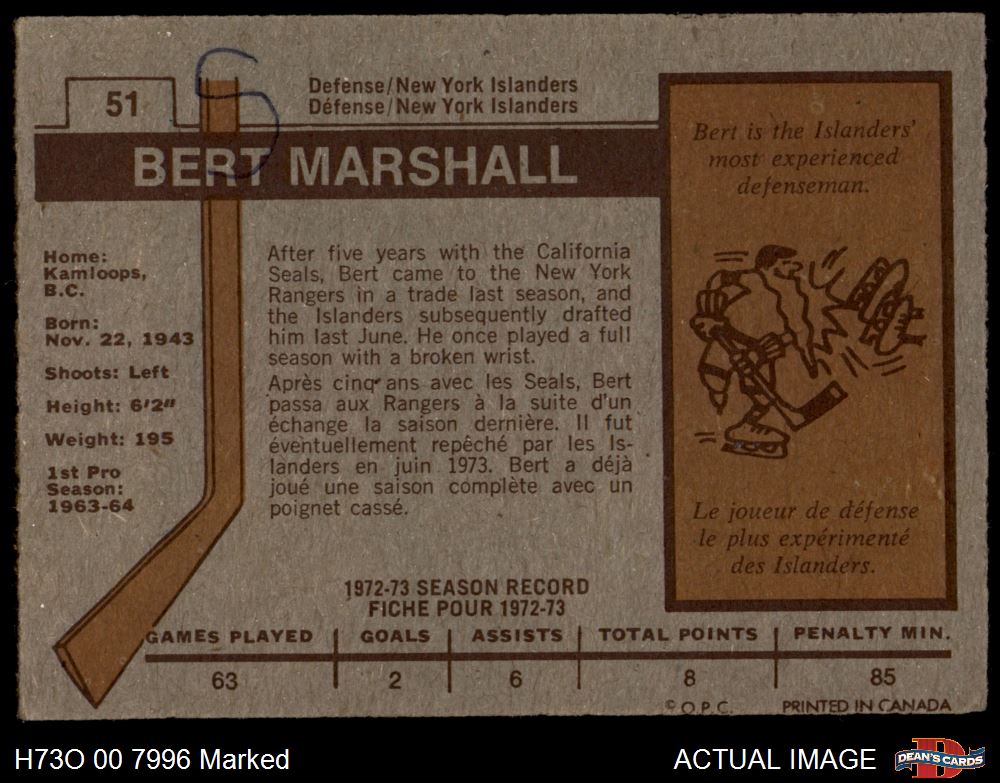 51
Defense/New York Islanders
Défense/New York Islanders
BERT MARSHALL
Home:
Kamloops,
B.C.
Born:
Nov. 22, 1943
Shoots: Left
Height: 6'2"
Weight: 195
1st Pro
Season:
1963-64
After five years with the California
Seals, Bert came to the New York
Rangers in a trade last season, and
the Islanders subsequently drafted
him last June. He once played a full
season with a broken wrist.
Après cinq ans avec les Seals, Bert
passa aux Rangers à la suite d'un
échange la saison dernière. Il fut
éventuellement repêché par les Is-
landers en juin 1973. Bert a déjà
joué une saison complète avec un
poignet cassé.
Bert is the Islanders'
most experienced
defenseman.
Le joueur de défense
le plus expérimenté
des Islanders.
1972-73 SEASON RECORD
FICHE POUR 1972-73
GAMES PLAYED GOALS ASSISTS TOTAL POINTS PENALTY MIN.
63 2 6 8 85
© O.P.C. PRINTED IN CANADA
H73O 00 7996 Marked
ACTUAL IMAGE
D
DEAN'S CARDS